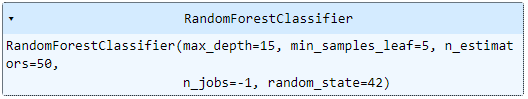 RandomForestClassifier
RandomForestClassifier(max_depth=15, min_samples_leaf=5, n_estimat
ors=50,
n_jobs=-1, random_state=42)